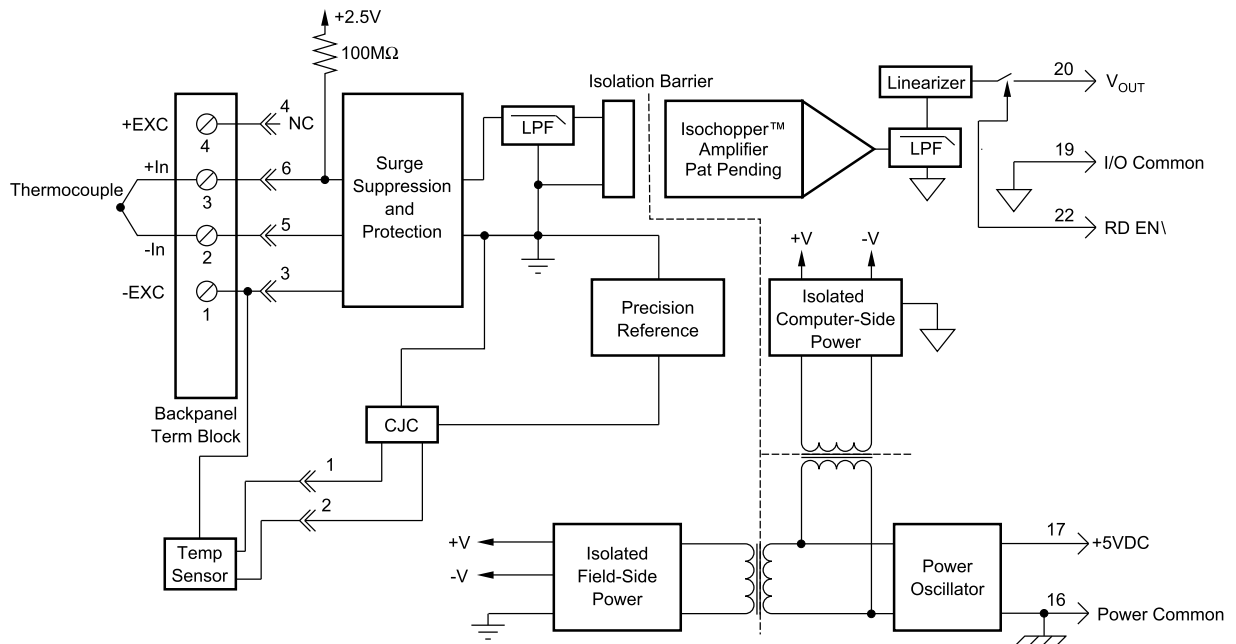 +2.5V
100MΩ
Isolation Barrier
+EXC
4
4
NC
+In
3
6
Thermocouple
-In
2
5
-EXC
1
3
Surge
Suppression
and
Protection
LPF
Isochopper™
Amplifier
Pat Pending
Linearizer
LPF
20
VOUT
19
I/O Common
22
RD EN\
+V
-V
Isolated
Computer-Side
Power
Precision
Reference
Backpanel
Term Block
CJC
1
2
Temp
Sensor
+V
-V
Isolated
Field-Side
Power
Power
Oscillator
17
+5VDC
16
Power Common